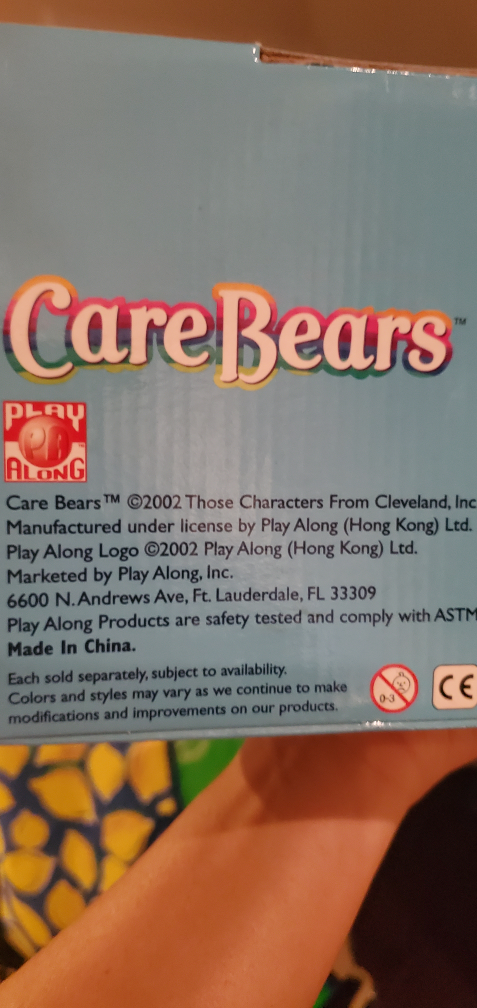 Care Bears™
PLAY
PA™
ALONG
Care Bears™ ©2002 Those Characters From Cleveland, Inc
Manufactured under license by Play Along (Hong Kong) Ltd.
Play Along Logo ©2002 Play Along (Hong Kong) Ltd.
Marketed by Play Along, Inc.
6600 N. Andrews Ave, Ft. Lauderdale, FL 33309
Play Along Products are safety tested and comply with ASTM
Made In China.
Each sold separately, subject to availability.
Colors and styles may vary as we continue to make
modifications and improvements on our products.
0-3
CE